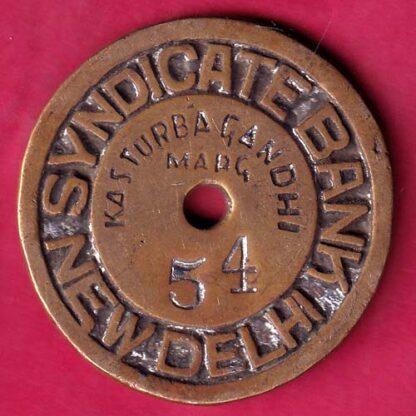 SYNDICATE BANK
KASTURBA GANDHI
MARG
54
NEW DELHI